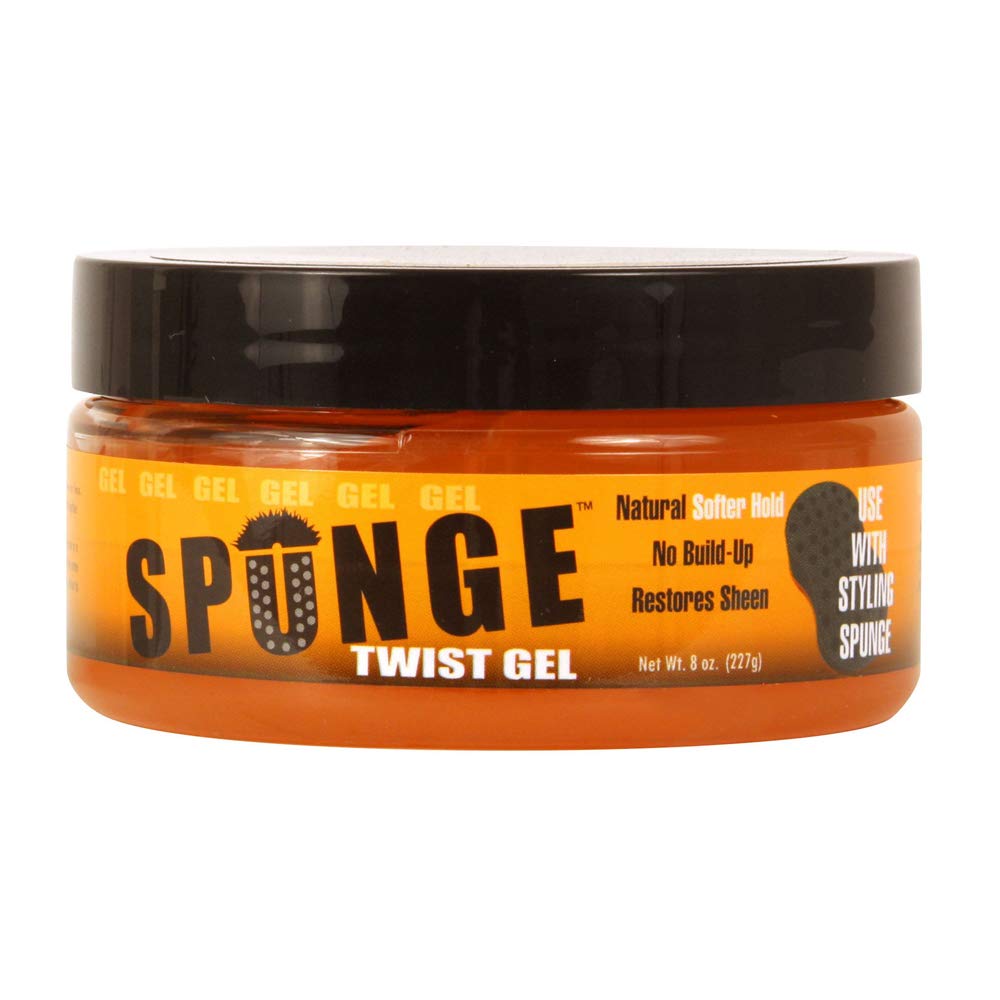 GEL GEL GEL GEL GEL GEL
SPUNGE™
TWIST GEL
Natural Softer Hold
No Build-Up
Restores Sheen
Net Wt. 8 oz. (227g)
USE
WITH
STYLING
SPUNGE